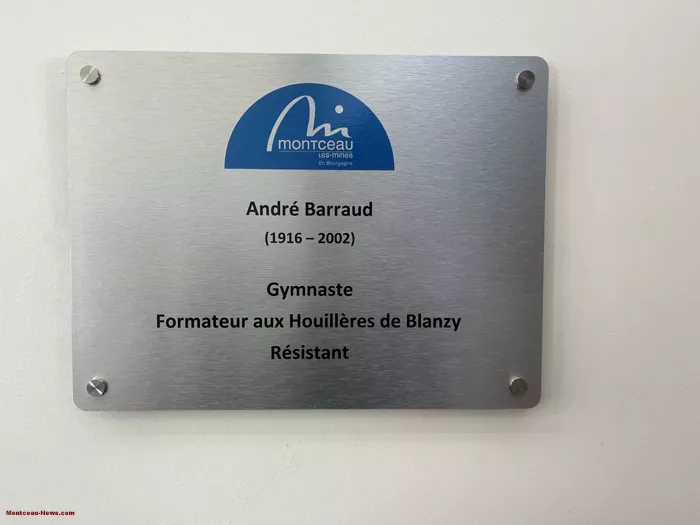 montceau
Les-mines
En Bourgogne
André Barraud
(1916 – 2002)
Gymnaste
Formateur aux Houillères de Blanzy
Résistant
Montceau-News.com